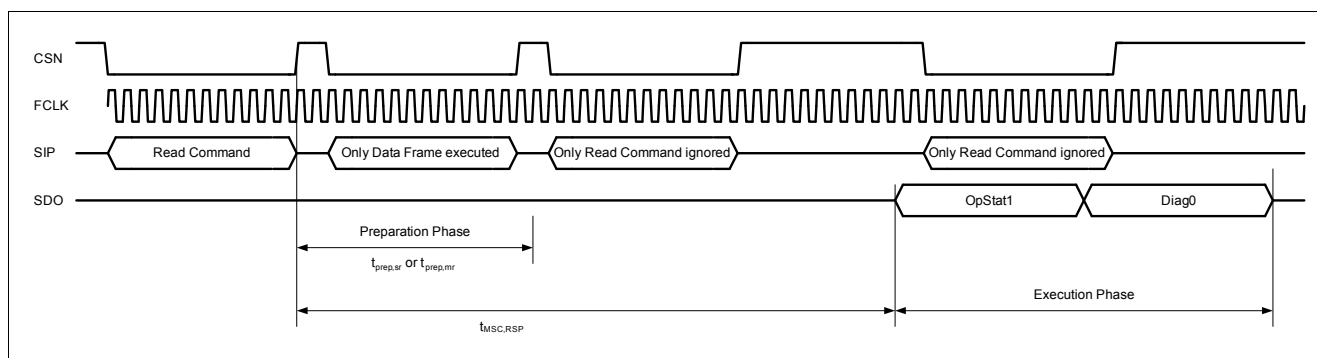 CSN
FCLK
SIP
Read Command
Only Data Frame executed
Only Read Command ignored
Only Read Command ignored
SDO
OpStat1
Diag0
Preparation Phase
tprep,sr or tprep,mr
Execution Phase
tMSC,RSP